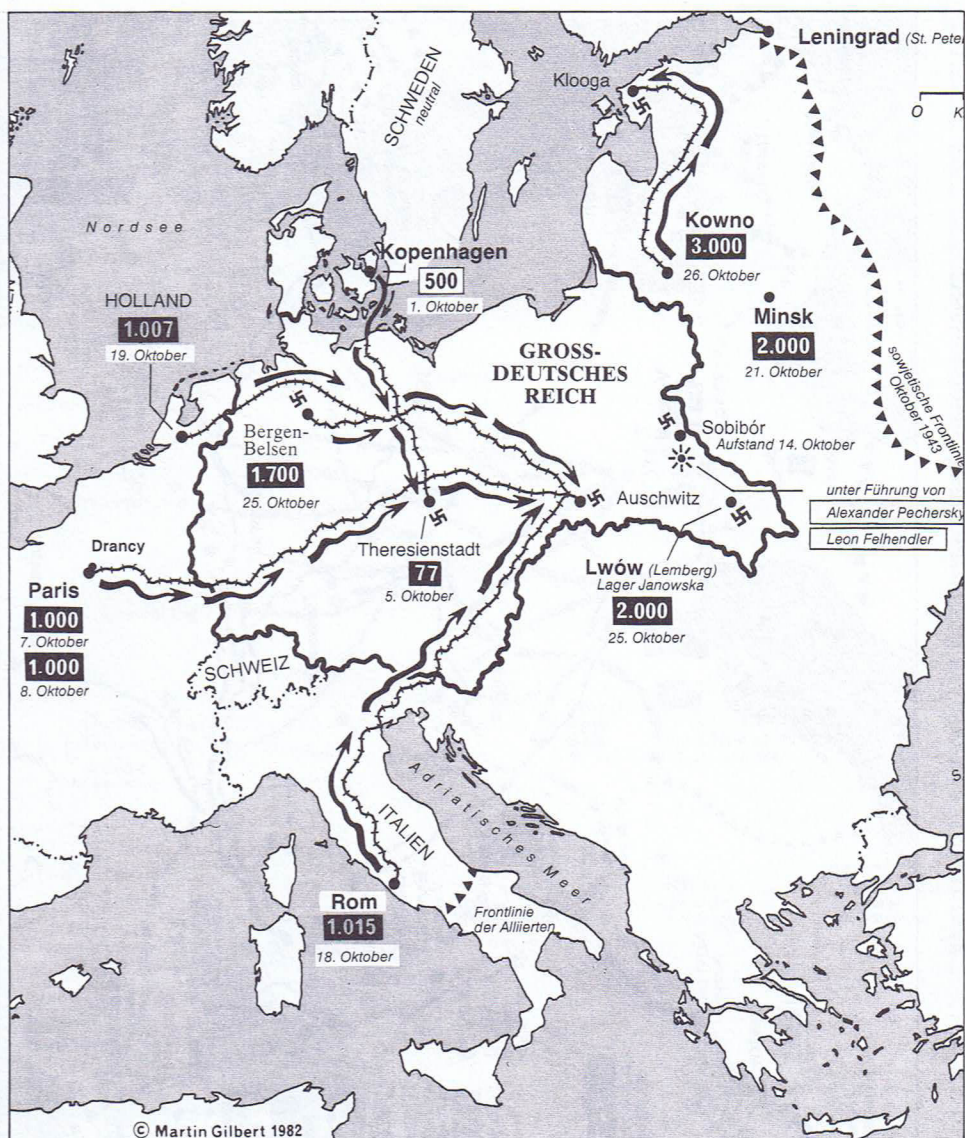 Leningrad (St. Peter
Klooga
SCHWEDEN
neutral
O K
Nordsee
Kowno
3.000
26. Oktober
Kopenhagen
500
1. Oktober
HOLLAND
1.007
19. Oktober
Minsk
2.000
21. Oktober
GROSS-
DEUTSCHES
REICH
sowjetische Frontlinie
Oktober 1943
Sobibór
Aufstand 14. Oktober
Bergen-
Belsen
1.700
25. Oktober
Auschwitz
unter Führung von
Alexander Pechersky
Leon Felhendler
Drancy
Theresienstadt
77
5. Oktober
Lwów (Lemberg)
Lager Janowska
2.000
25. Oktober
Paris
1.000
7. Oktober
1.000
8. Oktober
SCHWEIZ
Adriatisches Meer
S
ITALIEN
Rom
1.015
18. Oktober
Frontlinie
der Alliierten
© Martin Gilbert 1982